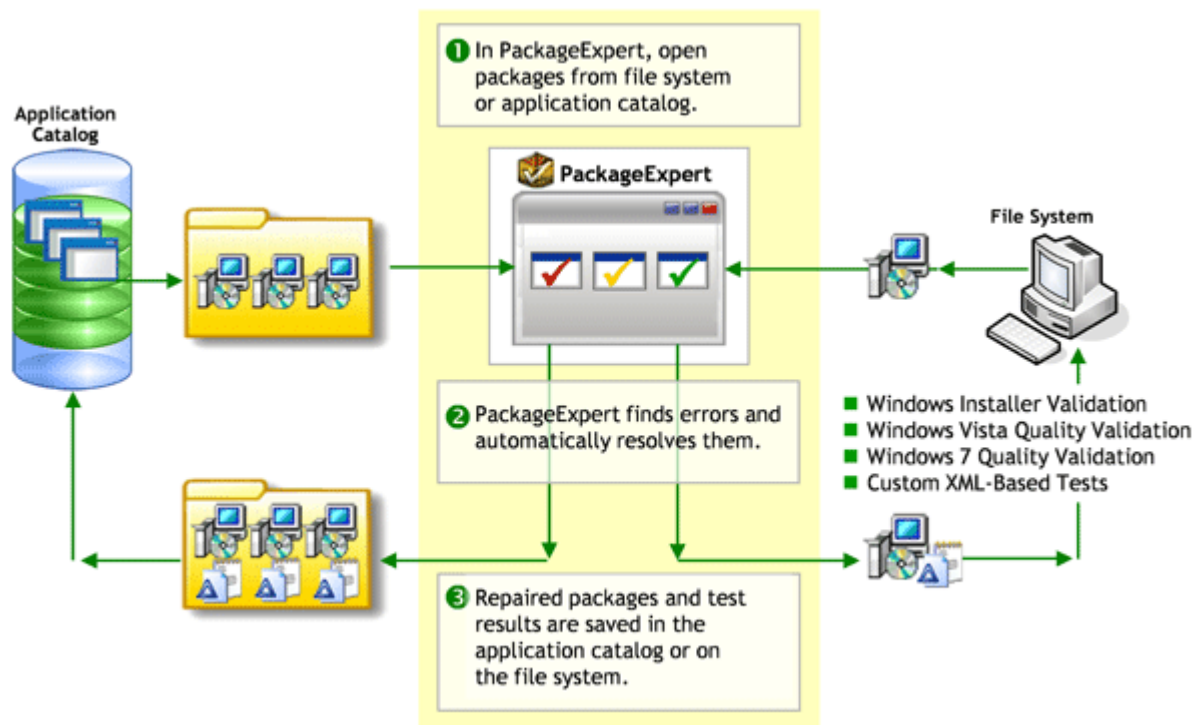 ❶ In PackageExpert, open
packages from file system
or application catalog.
Application
Catalog
PackageExpert
File System
❷ PackageExpert finds errors and
automatically resolves them.
Windows Installer Validation
Windows Vista Quality Validation
Windows 7 Quality Validation
Custom XML-Based Tests
❸ Repaired packages and test
results are saved in the
application catalog or on
the file system.